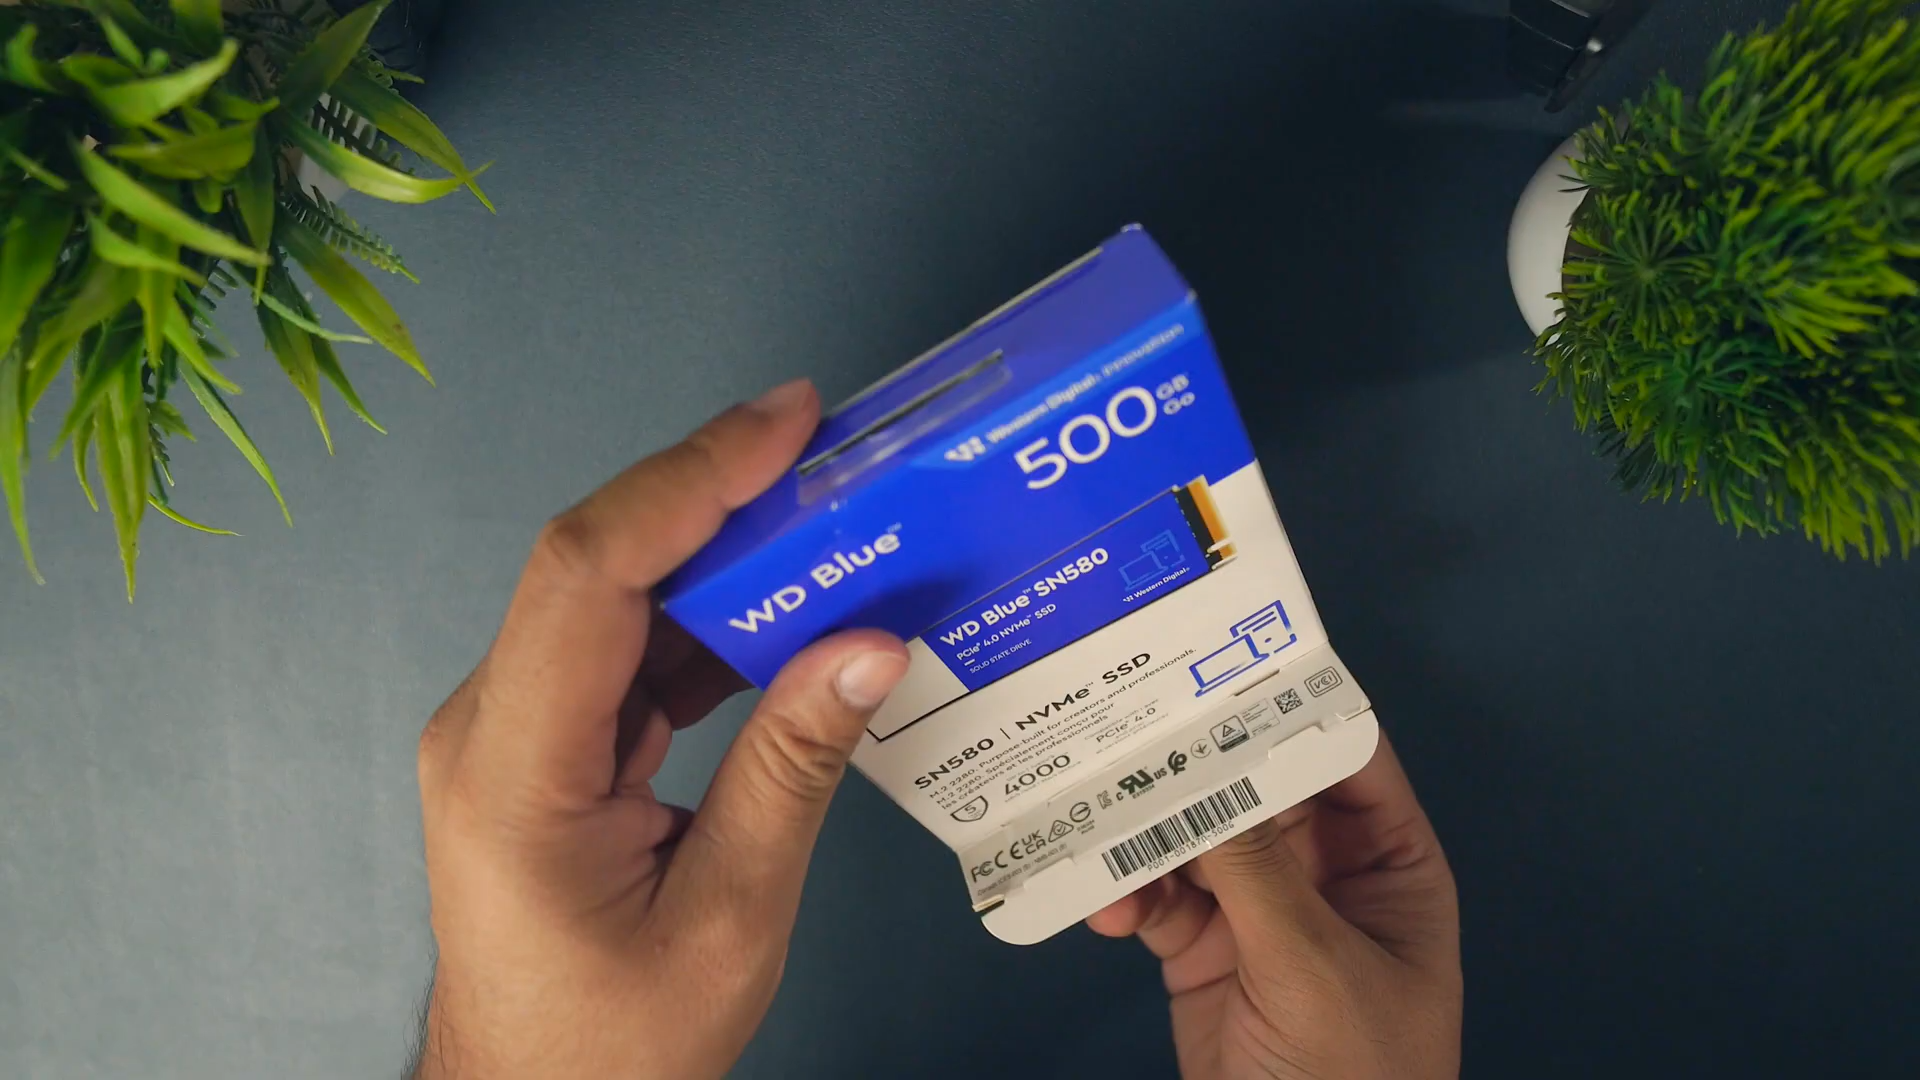 Western Digital
500 GB
Go
WD Blue™
WD Blue™ SN580
PCIe® 4.0 NVMe™ SSD
SOLID STATE DRIVE
Western Digital®
SN580 | NVMe™ SSD
M.2 2280. Purpose-built for creators and professionals.
M.2 2280. Spécialement conçu pour
les créateurs et les professionnels.
5
4000
PCIe® 4.0
VCI
FC CE UK CA
c RU US